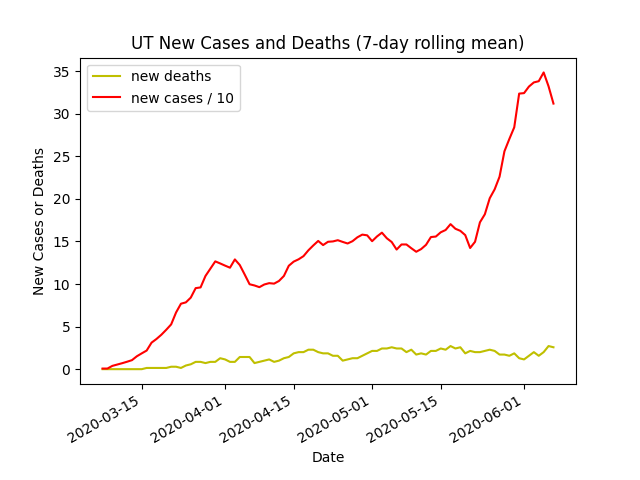 UT New Cases and Deaths (7-day rolling mean)
new deaths
new cases / 10
New Cases or Deaths
35
30
25
20
15
10
5
0
2020-03-15
2020-04-01
2020-04-15
2020-05-01
2020-05-15
2020-06-01
Date